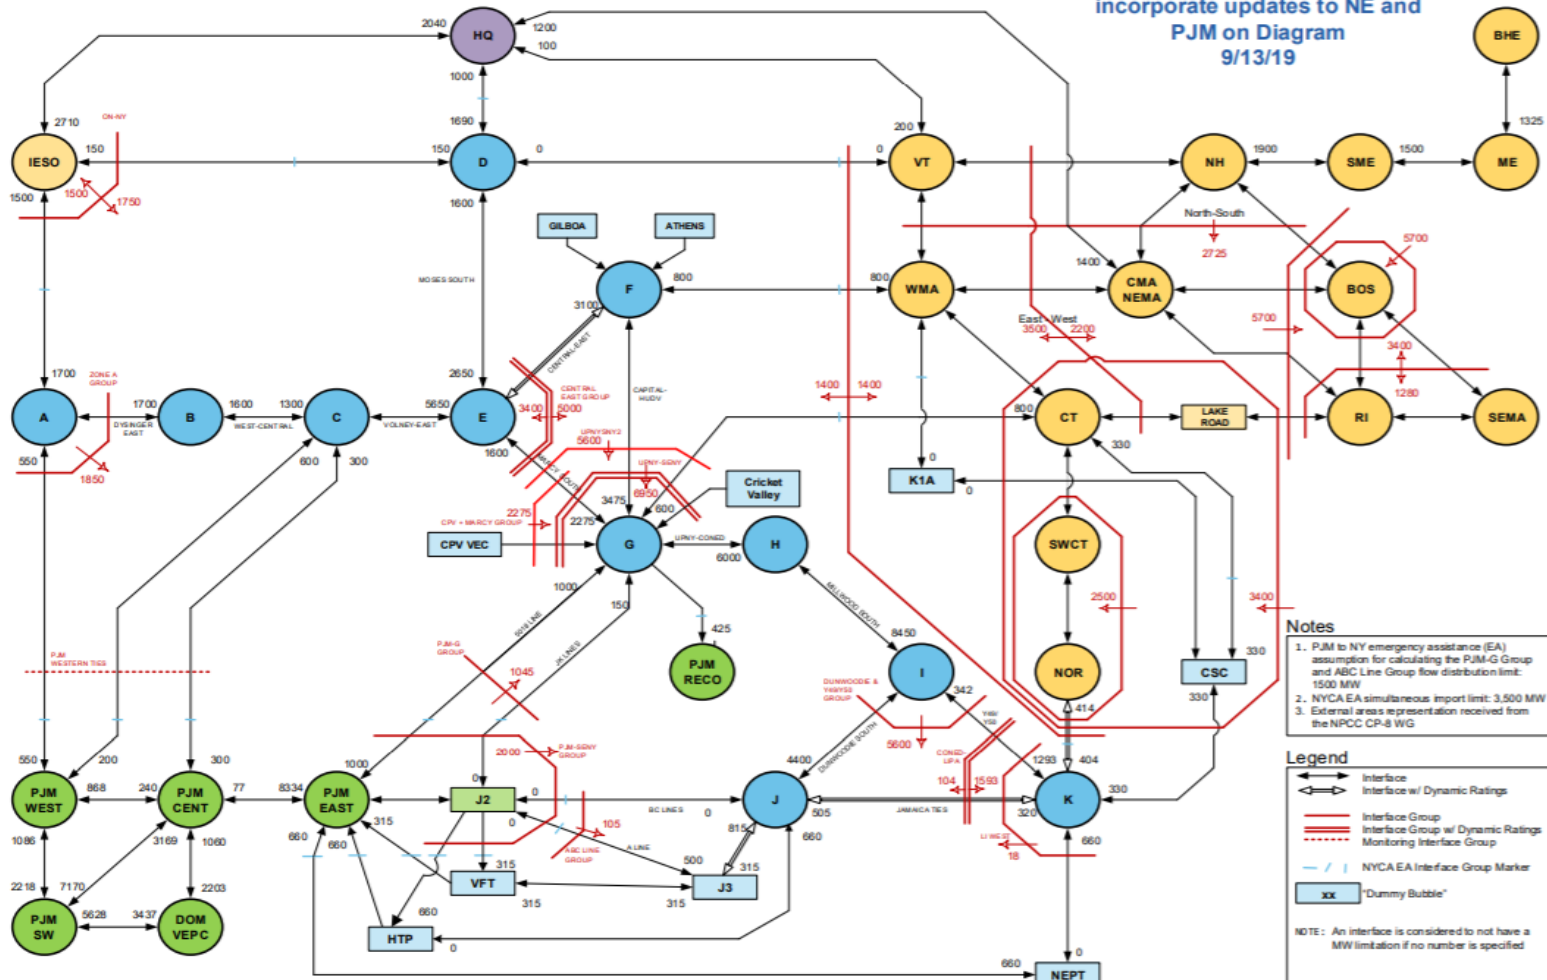 incorporate updates to NE and
PJM on Diagram
9/13/19
2040
HQ
1200
100
1000
BHE
1325
2710
ON-NY
1690
200
IESO
150
150
D
0
0
VT
NH
1900
SME
1500
ME
1500
1500
1750
1600
GILBOA
ATHENS
North-South
2725
5700
MOSES SOUTH
F
800
800
WMA
1400
CMA
NEMA
BOS
3100
East - West
3500
2200
5700
CENTRAL-EAST
CAPITAL-
HUDV
3400
1280
1700
ZONE A
GROUP
2650
CENTRAL
EAST GROUP
1400
1400
A
1700
DYSINGER
EAST
B
1600
WEST-CENTRAL
1300
C
VOLNEY-EAST
5650
E
3400
5000
800
CT
LAKE
ROAD
RI
SEMA
550
1850
600
300
1600
UPNYSNY2
5600
330
MARCY SOUTH
UPNY-SENY
6950
3475
600
Cricket
Valley
0
K1A
0
2275
CPV + MARCY GROUP
2275
CPV VEC
G
UPNY-CONED
6000
H
SWCT
1000
150
2500
3400
MILLWOOD SOUTH
5018 LINE
JK LINES
425
8450
PJM
WESTERN TIES
PJM-G
GROUP
1045
PJM
RECO
I
NOR
330
CSC
330
DUNWOODIE &
Y49/Y50
GROUP
342
Y49/
Y50
414
5600
DUNWOODIE SOUTH
2000
PJM-SENY
GROUP
CONED-
LIPA
550
200
300
1000
4400
104
1593
1293
404
PJM
WEST
868
240
PJM
CENT
77
8334
PJM
EAST
0
J2
0
BC LINES
0
J
505
JAMAICA TIES
320
K
330
1086
3169
1060
315
0
105
815
660
LI WEST
18
660
660
660
ABC LINE
GROUP
A LINE
500
315
315
VFT
315
315
J3
2218
7170
2203
PJM
SW
5628
3437
DOM
VEPC
660
HTP
0
660
0
NEPT
Notes
1. PJM to NY emergency assistance (EA)
assumption for calculating the PJM-G Group
and ABC Line Group flow distribution limit:
1500 MW
2. NYCA EA simultaneous import limit: 3,500 MW
3. External areas representation received from
the NPCC CP-8 WG
Legend
Interface
Interface w/ Dynamic Ratings
Interface Group
Interface Group w/ Dynamic Ratings
Monitoring Interface Group
NYCA EA Interface Group Marker
xx
"Dummy Bubble"
NOTE: An interface is considered to not have a
MW limitation if no number is specified